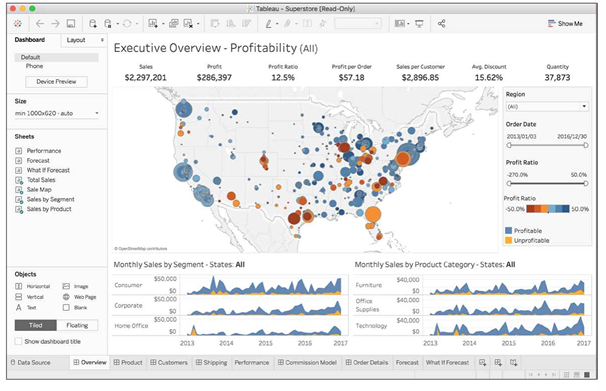 Tableau - Superstore [Read-Only]
Show Me
Dashboard Layout
Default
Phone
Device Preview
Size
min 1000x620 - auto
Sheets
Performance
Forecast
What If Forecast
Total Sales
Sale Map
Sales by Segment
Sales by Product
Objects
Horizontal Image
Vertical Web Page
Text Blank
Tiled Floating
Show dashboard title
Executive Overview - Profitability (All)
Sales Profit Profit Ratio Profit per Order Sales per Customer Avg. Discount Quantity
$2,297,201 $286,397 12.5% $57.18 $2,896.85 15.62% 37,873
© OpenStreetMap contributors
Region
(All)
Order Date
2013/01/03 2016/12/30
Profit Ratio
-270.0% 50.0%
Profit Ratio
-50.0% 50.0%
Profitable
Unprofitable
Monthly Sales by Segment - States: All
Consumer
Corporate
Home Office
$50,000
$0
$50,000
$0
$50,000
$0
2013 2014 2015 2016 2017
Monthly Sales by Product Category - States: All
Furniture
Office
Supplies
Technology
$40,000
$0
$40,000
$0
$40,000
$0
2013 2014 2015 2016 2017
Data Source Overview Product Customers Shipping Performance Commission Model Order Details Forecast What If Forecast